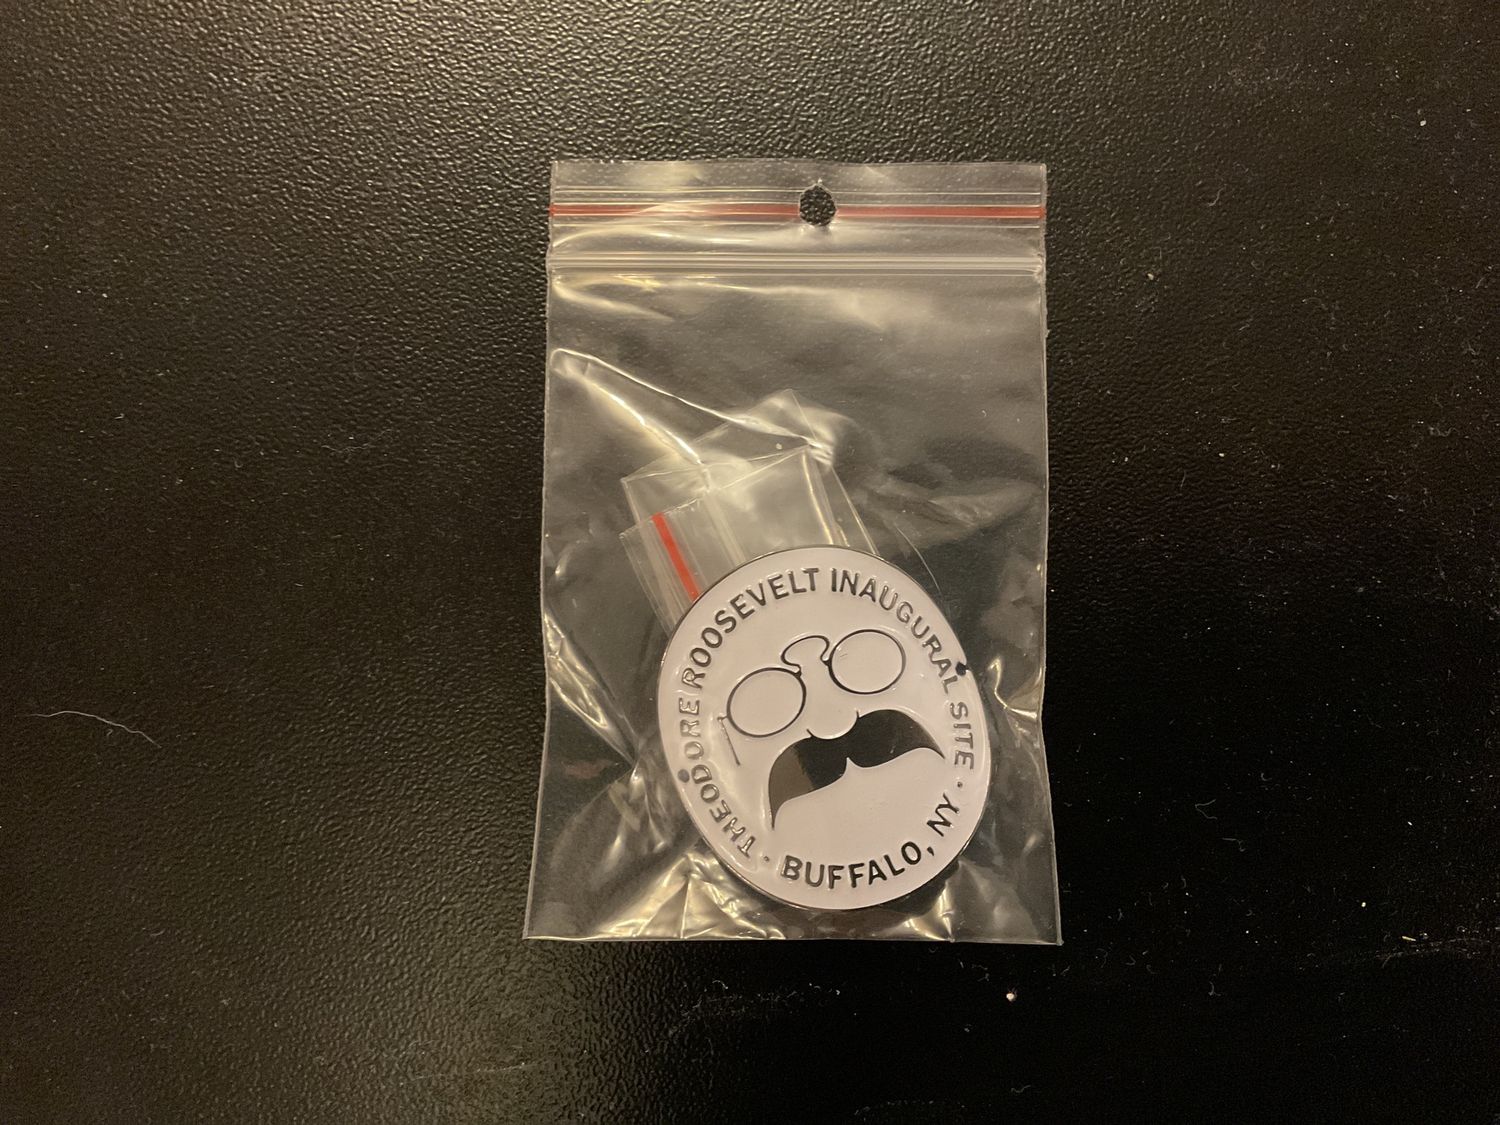 THEODORE ROOSEVELT INAUGURAL SITE ·
BUFFALO, NY ·